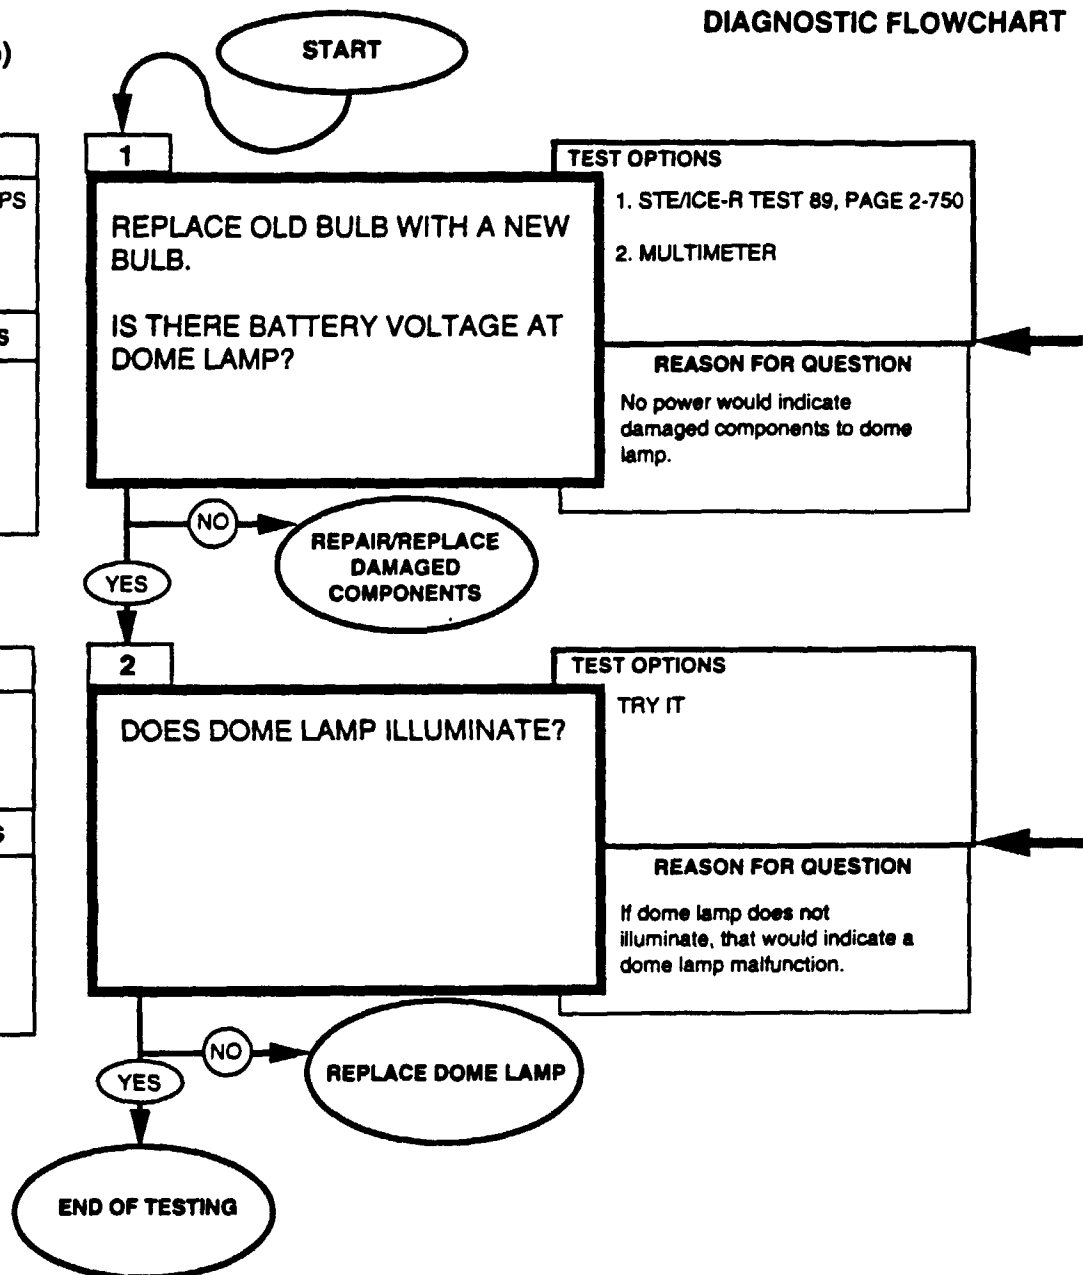 DIAGNOSTIC FLOWCHART
)
START
1
TEST OPTIONS
PS
1. STE/ICE-R TEST 89, PAGE 2-750
REPLACE OLD BULB WITH A NEW
BULB.
2. MULTIMETER
IS THERE BATTERY VOLTAGE AT
DOME LAMP?
S
REASON FOR QUESTION
No power would indicate
damaged components to dome
lamp.
NO
REPAIR/REPLACE
DAMAGED
COMPONENTS
YES
2
TEST OPTIONS
TRY IT
DOES DOME LAMP ILLUMINATE?
S
REASON FOR QUESTION
If dome lamp does not
illuminate, that would indicate a
dome lamp malfunction.
NO
REPLACE DOME LAMP
YES
END OF TESTING